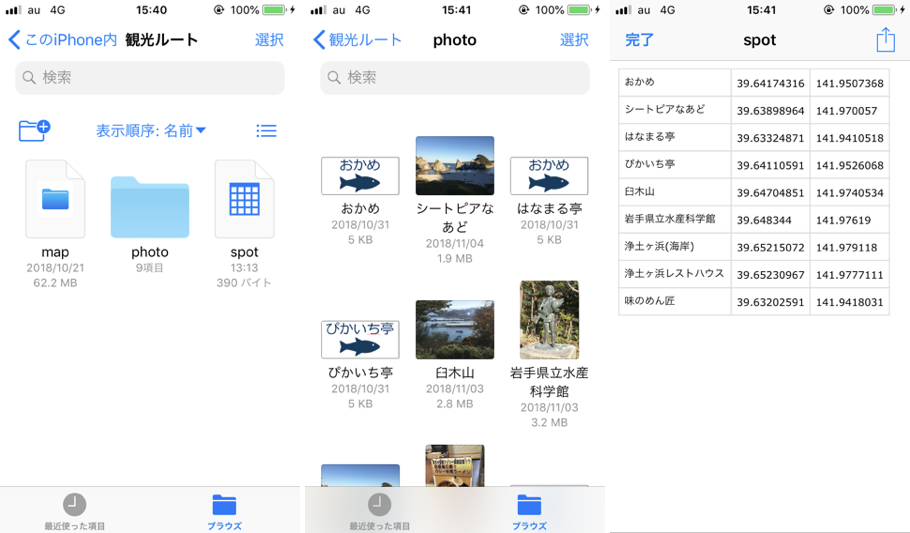 au 4G 15:40 100%
このiPhone内 観光ルート 選択
検索
表示順序: 名前
map
2018/10/21
62.2 MB
photo
9項目
spot
13:13
390 バイト
最近使った項目
ブラウズ
au 4G 15:41 100%
観光ルート photo 選択
検索
おかめ
おかめ
2018/10/31
5 KB
シートピアな
あど
2018/11/04
1.9 MB
おかめ
はなまる亭
2018/10/31
5 KB
ぴかいち亭
ぴかいち亭
2018/10/31
5 KB
臼木山
2018/11/03
2.8 MB
岩手県立水産
科学館
2018/11/03
3.2 MB
最近使った項目
ブラウズ
au 4G 15:41 100%
完了 spot
おかめ 39.64174316 141.9507368
シートピアなあど 39.63898964 141.970057
はなまる亭 39.63324871 141.9410518
ぴかいち亭 39.64110591 141.9526068
臼木山 39.64704851 141.9740534
岩手県立水産科学館 39.648344 141.97619
浄土ヶ浜(海岸) 39.65215072 141.979118
浄土ヶ浜レストハウス 39.65230967 141.9777111
味のめん匠 39.63202591 141.9418031